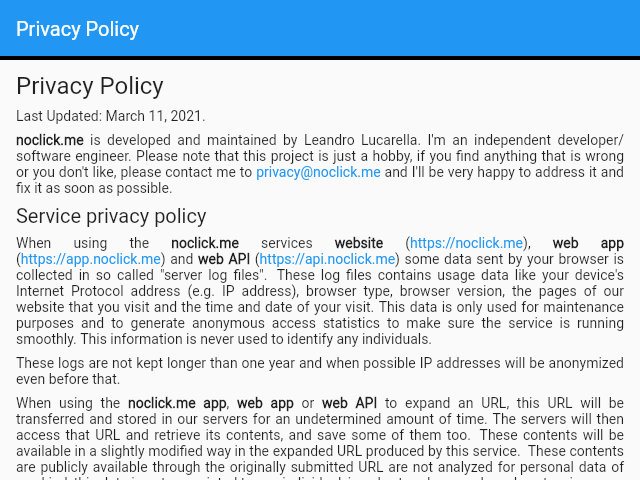 Privacy Policy
Privacy Policy
Last Updated: March 11, 2021.
noclick.me is developed and maintained by Leandro Lucarella. I'm an independent developer/
software engineer. Please note that this project is just a hobby, if you find anything that is wrong
or you don't like, please contact me to privacy@noclick.me and I'll be very happy to address it and
fix it as soon as possible.
Service privacy policy
When using the noclick.me services website (https://noclick.me), web app
(https://app.noclick.me) and web API (https://api.noclick.me) some data sent by your browser is
collected in so called "server log files". These log files contains usage data like your device's
Internet Protocol address (e.g. IP address), browser type, browser version, the pages of our
website that you visit and the time and date of your visit. This data is only used for maintenance
purposes and to generate anonymous access statistics to make sure the service is running
smoothly. This information is never used to identify any individuals.
These logs are not kept longer than one year and when possible IP addresses will be anonymized
even before that.
When using the noclick.me app, web app or web API to expand an URL, this URL will be
transferred and stored in our servers for an undetermined amount of time. The servers will then
access that URL and retrieve its contents, and save some of them too. These contents will be
available in a slightly modified way in the expanded URL produced by this service. These contents
are publicly available through the originally submitted URL are not analyzed for personal data of